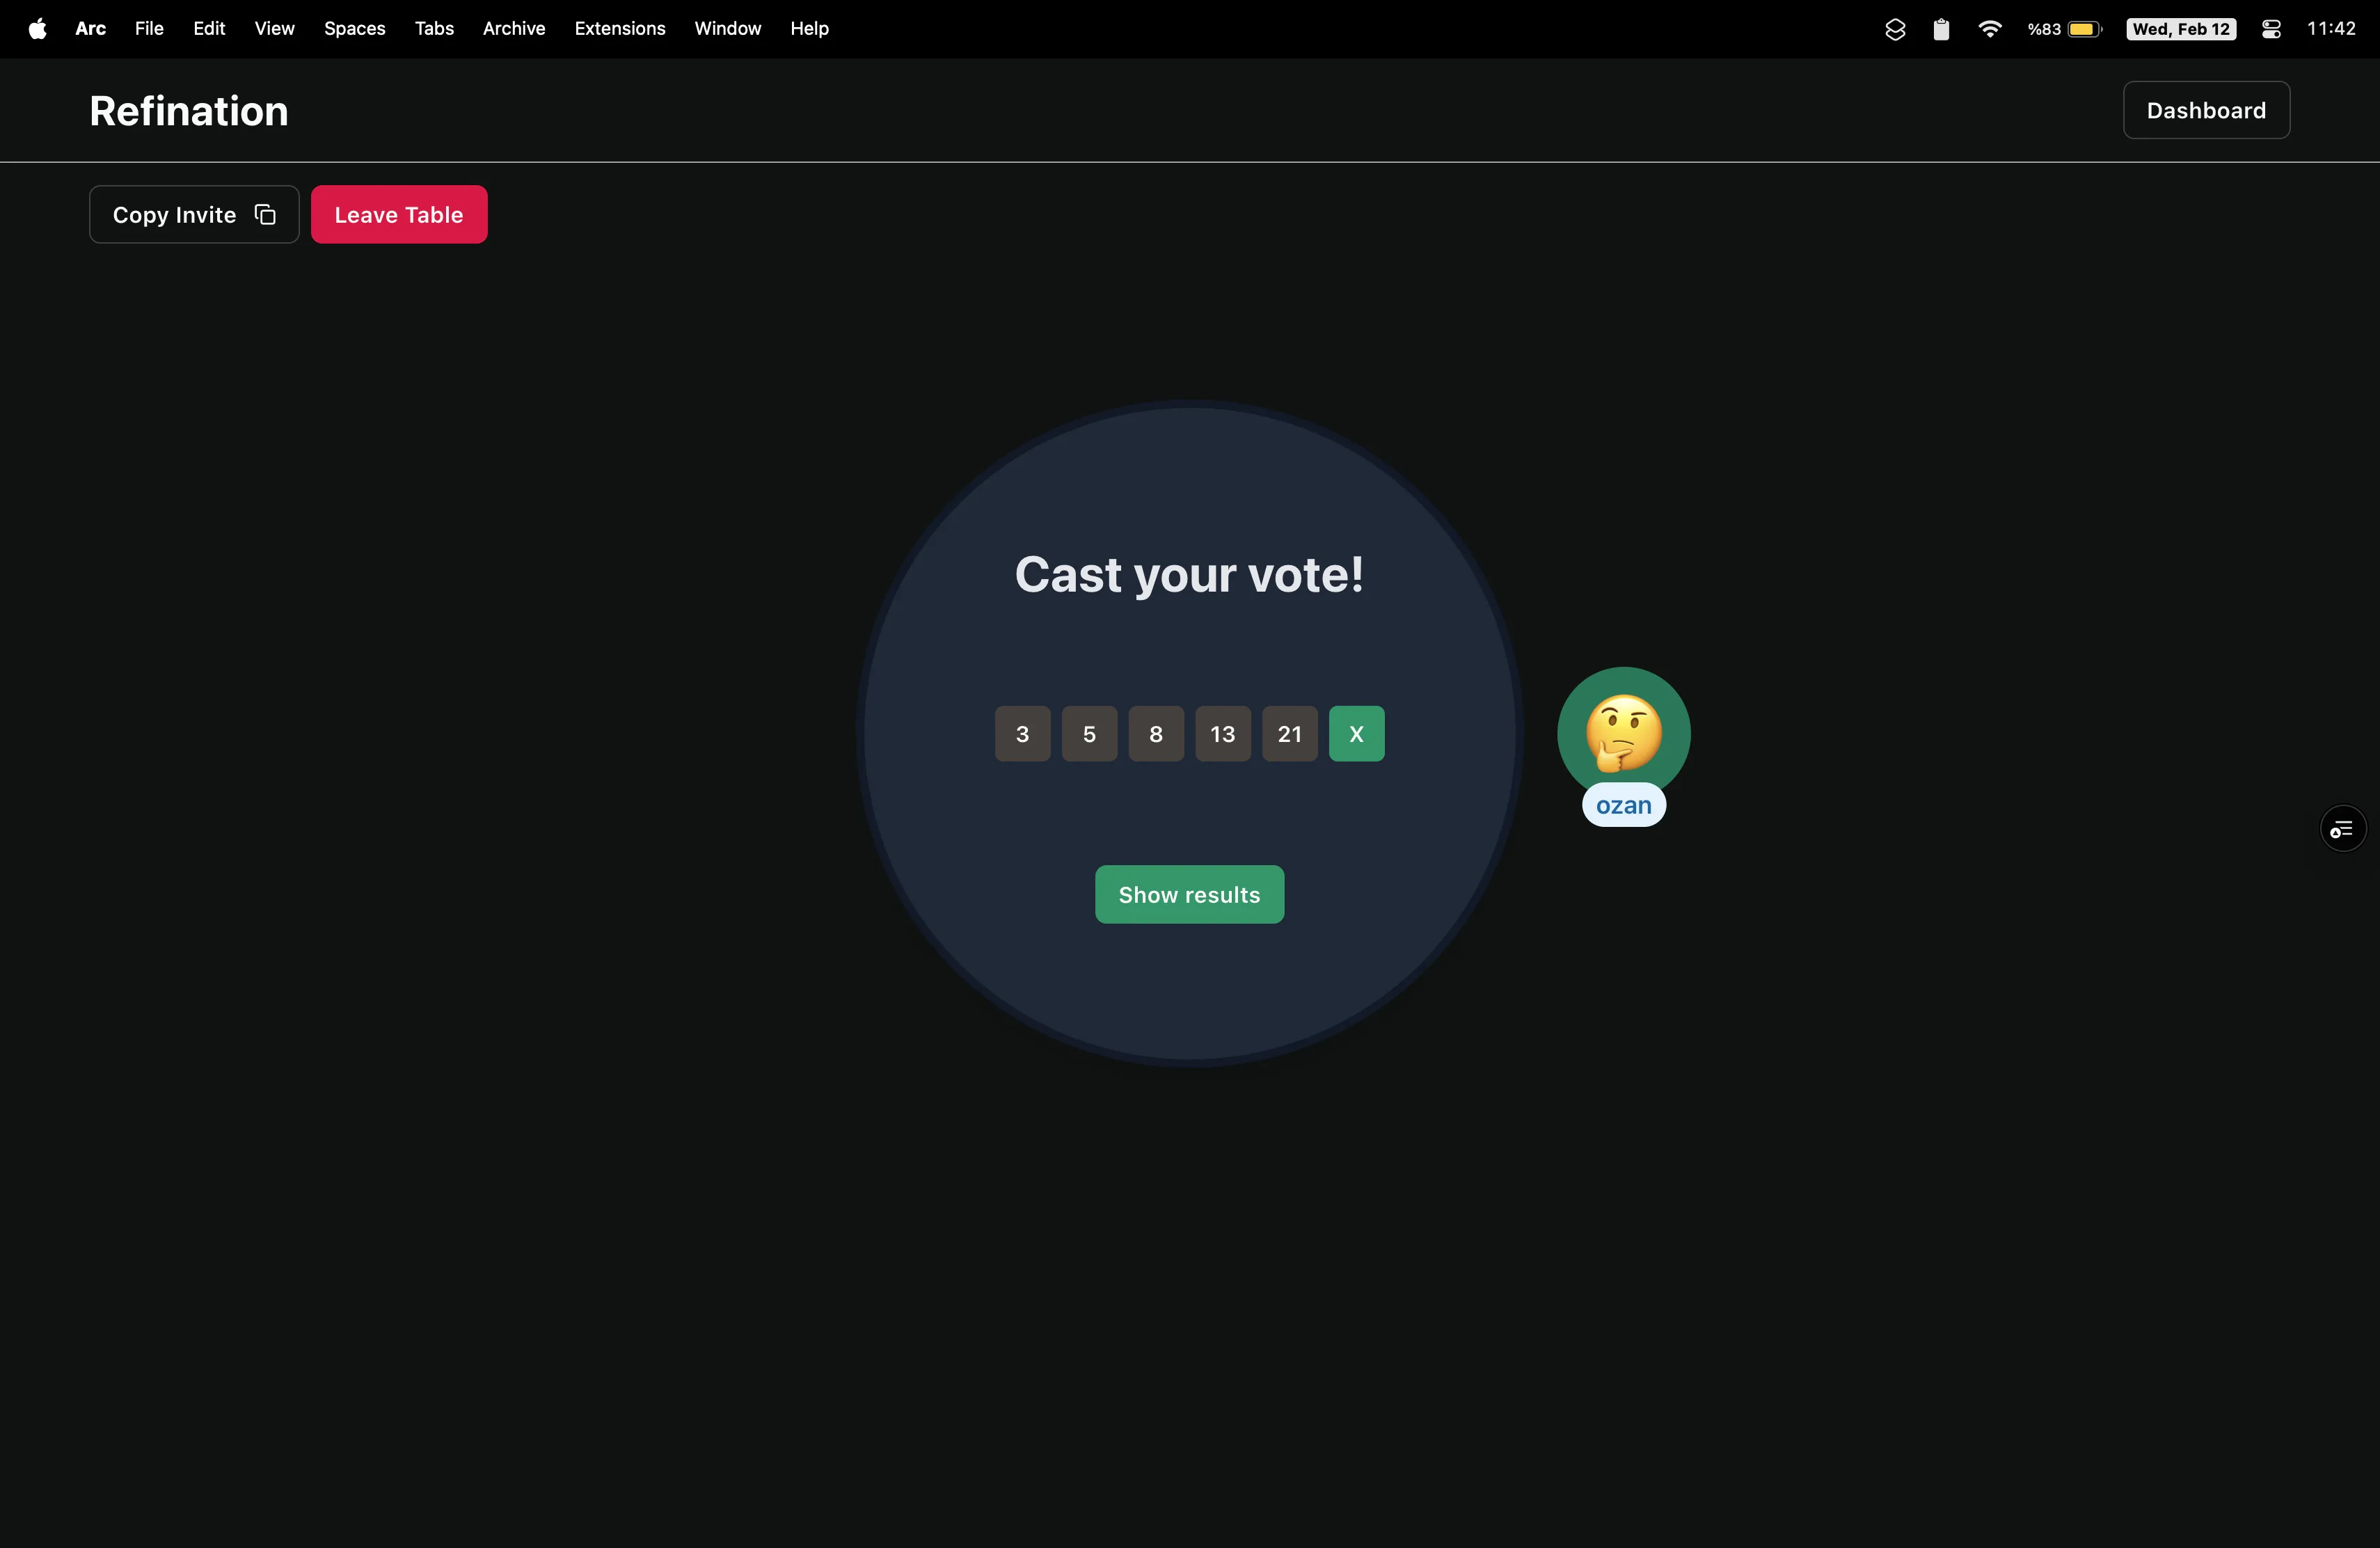 Arc File Edit View Spaces Tabs Archive Extensions Window Help %83 Wed, Feb 12 11:42
Refination Dashboard
Copy Invite Leave Table
Cast your vote!
3 5 8 13 21 X
ozan
Show results